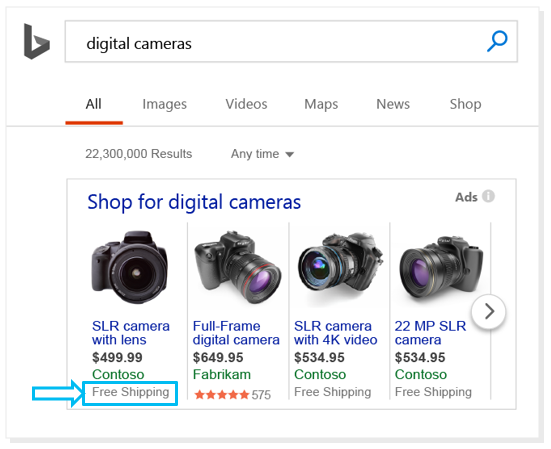 digital cameras
All Images Videos Maps News Shop
22,300,000 Results Any time
Shop for digital cameras Ads
SLR camera
with lens
$499.99
Contoso
Free Shipping
Full-Frame
digital camera
$649.95
Fabrikam
575
SLR camera
with 4K video
$534.95
Contoso
Free Shipping
22 MP SLR
camera
$534.95
Contoso
Free Shipping